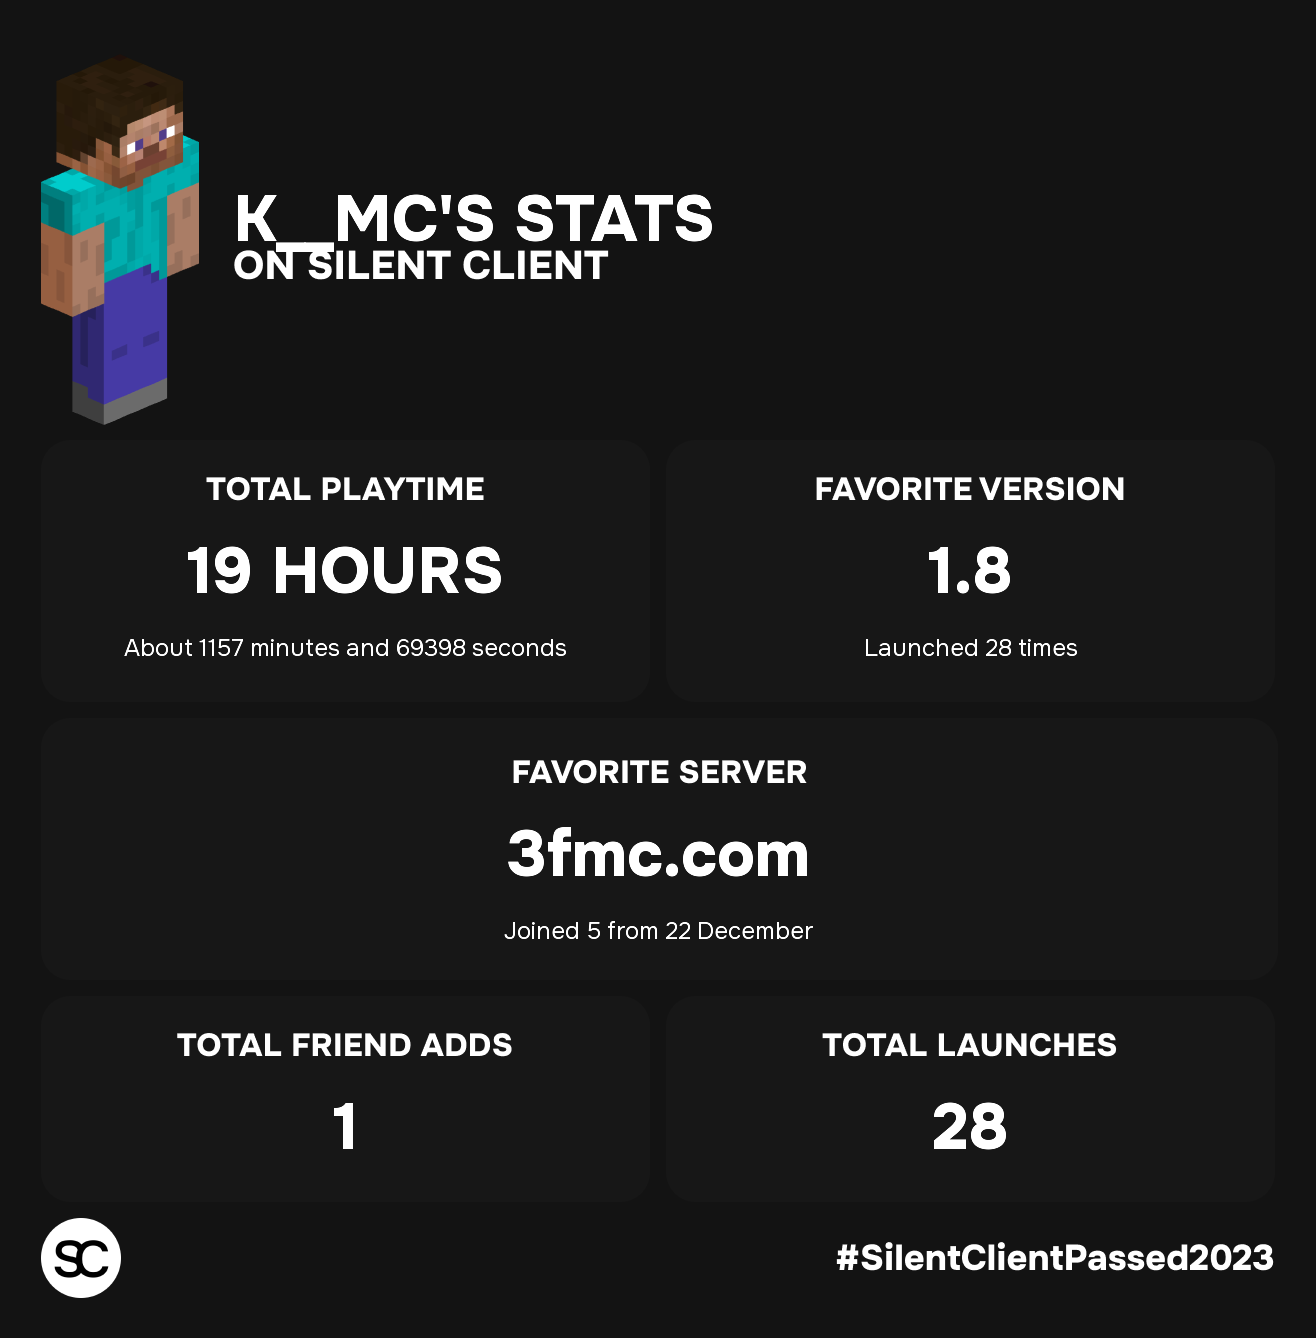 K__MC'S STATS
ON SILENT CLIENT
TOTAL PLAYTIME
19 HOURS
About 1157 minutes and 69398 seconds
FAVORITE VERSION
1.8
Launched 28 times
FAVORITE SERVER
3fmc.com
Joined 5 from 22 December
TOTAL FRIEND ADDS
1
TOTAL LAUNCHES
28
SC
#SilentClientPassed2023